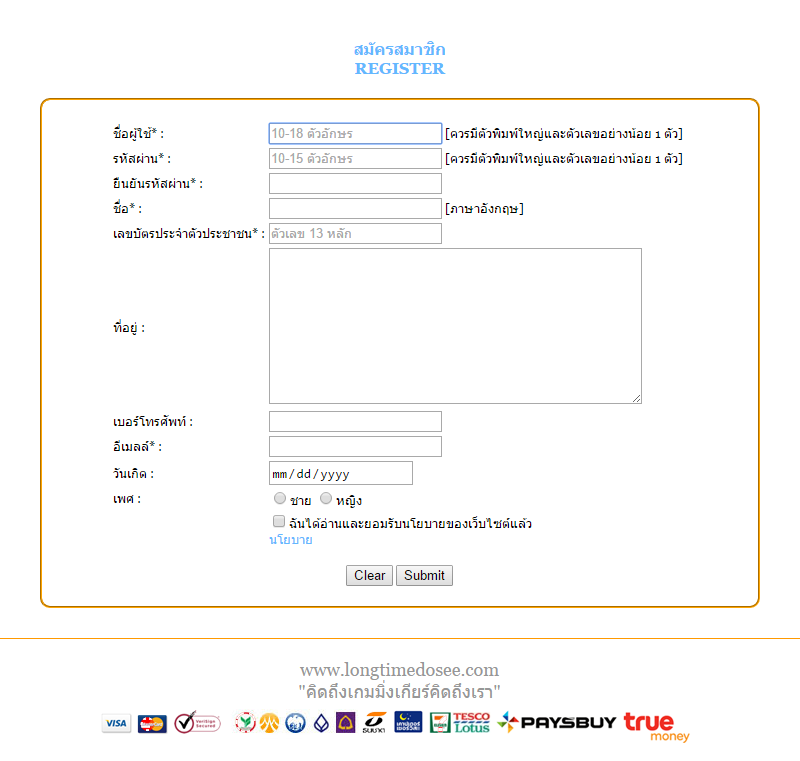 สมัครสมาชิก
REGISTER
ชื่อผู้ใช้* : 10-18 ตัวอักษร [ควรมีตัวพิมพ์ใหญ่และตัวเลขอย่างน้อย 1 ตัว]
รหัสผ่าน* : 10-15 ตัวอักษร [ควรมีตัวพิมพ์ใหญ่และตัวเลขอย่างน้อย 1 ตัว]
ยืนยันรหัสผ่าน* :
ชื่อ* : [ภาษาอังกฤษ]
เลขบัตรประจำตัวประชาชน* : ตัวเลข 13 หลัก
ที่อยู่ :
เบอร์โทรศัพท์ :
อีเมลล์* :
วันเกิด : mm/dd/yyyy
เพศ : ชาย หญิง
ฉันได้อ่านและยอมรับนโยบายของเว็บไซต์แล้ว
นโยบาย
Clear Submit
www.longtimedosee.com
"คิดถึงเกมมิ่งเกียร์คิดถึงเรา"
VISA MasterCard VeriSign Secured ธนชาต TESCO Lotus PAYSBUY true money